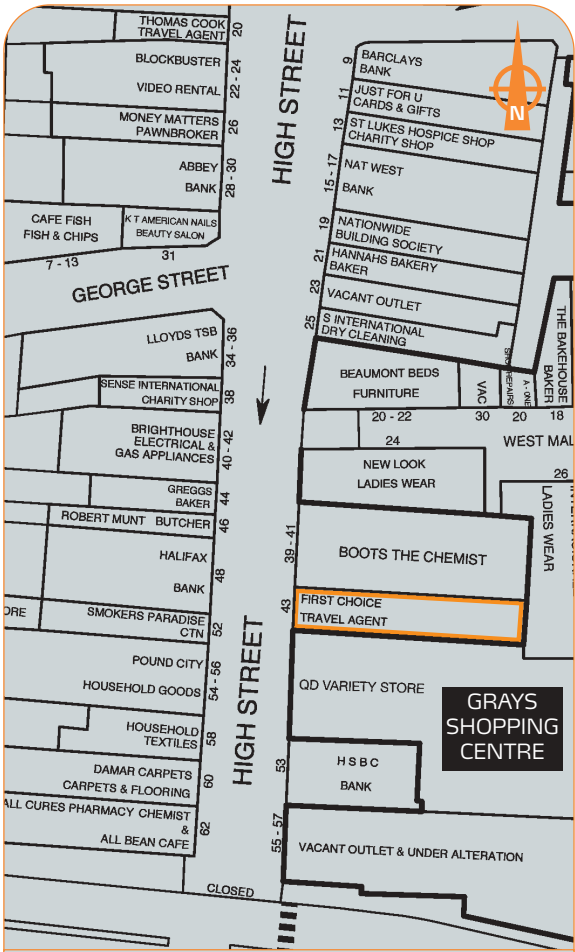 THOMAS COOK
TRAVEL AGENT
20
BLOCKBUSTER
VIDEO RENTAL
22 - 24
MONEY MATTERS
PAWNBROKER
26
ABBEY
BANK
28 - 30
CAFE FISH
FISH & CHIPS
7 - 13
K T AMERICAN NAILS
BEAUTY SALON
31
HIGH STREET
GEORGE STREET
9
BARCLAYS
BANK
11
JUST FOR U
CARDS & GIFTS
13
ST LUKES HOSPICE SHOP
CHARITY SHOP
15 - 17
NAT WEST
BANK
19
NATIONWIDE
BUILDING SOCIETY
21
HANNAHS BAKERY
BAKER
23
VACANT OUTLET
25
S INTERNATIONAL
DRY CLEANING
N
LLOYDS TSB
BANK
34 - 36
SENSE INTERNATIONAL
CHARITY SHOP
38
BRIGHTHOUSE
ELECTRICAL &
GAS APPLIANCES
40 - 42
GREGGS
BAKER
44
ROBERT MUNT BUTCHER
46
HALIFAX
BANK
48
ORE
SMOKERS PARADISE
CTN
52
POUND CITY
HOUSEHOLD GOODS
54 - 56
HOUSEHOLD
TEXTILES
58
DAMAR CARPETS
CARPETS & FLOORING
60
ALL CURES PHARMACY CHEMIST
&
ALL BEAN CAFE
62
CLOSED
HIGH STREET
BEAUMONT BEDS
FURNITURE
20 - 22
VAC
30
A - ONE
20
THE BAKEHOUSE
BAKER
18
24
WEST MAL
26
NEW LOOK
LADIES WEAR
LADIES WEAR
39 - 41
BOOTS THE CHEMIST
43
FIRST CHOICE
TRAVEL AGENT
QD VARIETY STORE
GRAYS
SHOPPING
CENTRE
53
H S B C
BANK
55 - 57
VACANT OUTLET & UNDER ALTERATION